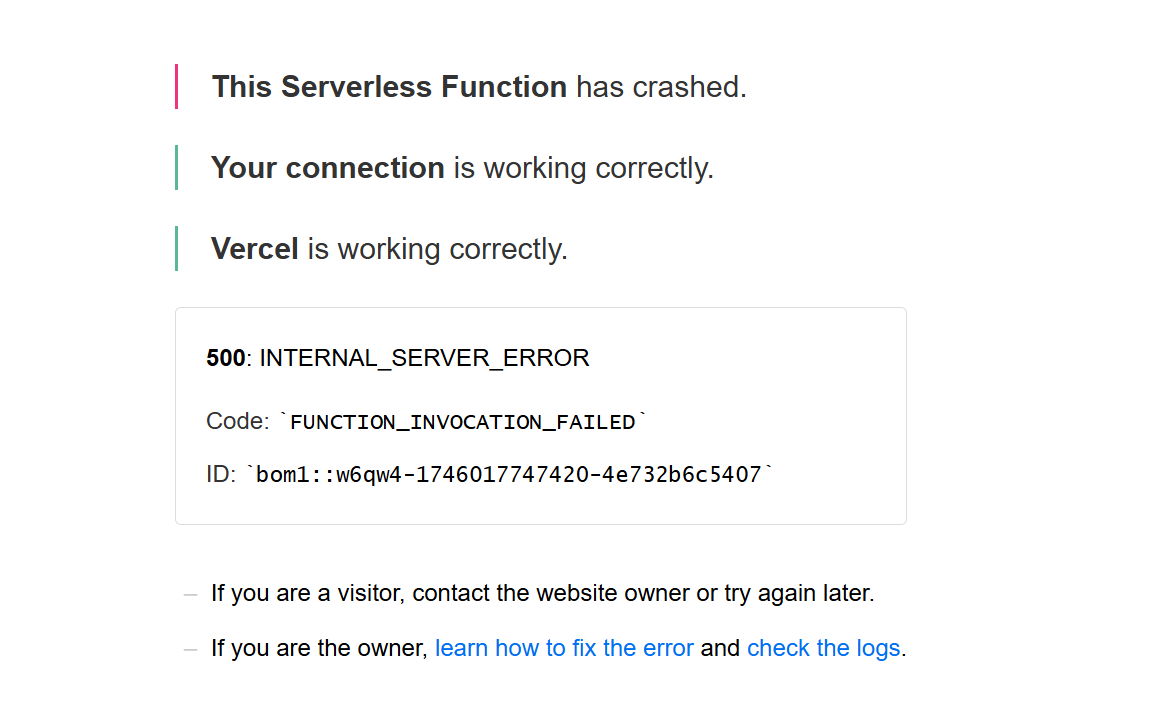 This Serverless Function has crashed.
Your connection is working correctly.
Vercel is working correctly.
500: INTERNAL_SERVER_ERROR
Code: `FUNCTION_INVOCATION_FAILED`
ID: `bom1::w6qw4-1746017747420-4e732b6c5407`
– If you are a visitor, contact the website owner or try again later.
– If you are the owner, learn how to fix the error and check the logs.